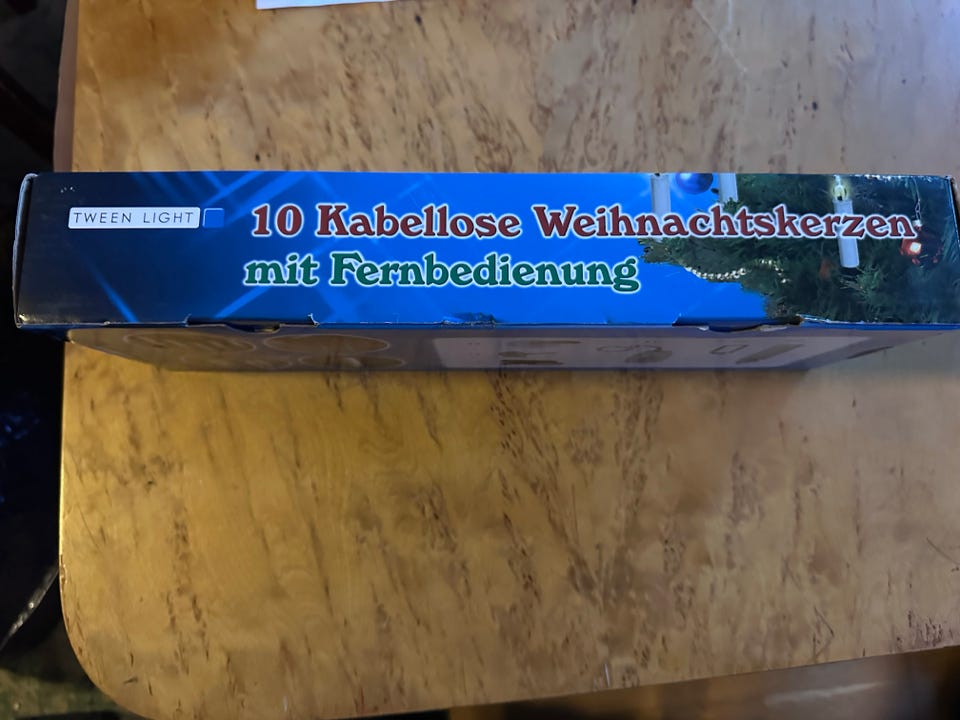 TWEEN LIGHT
10 Kabellose Weihnachtskerzen
mit Fernbedienung